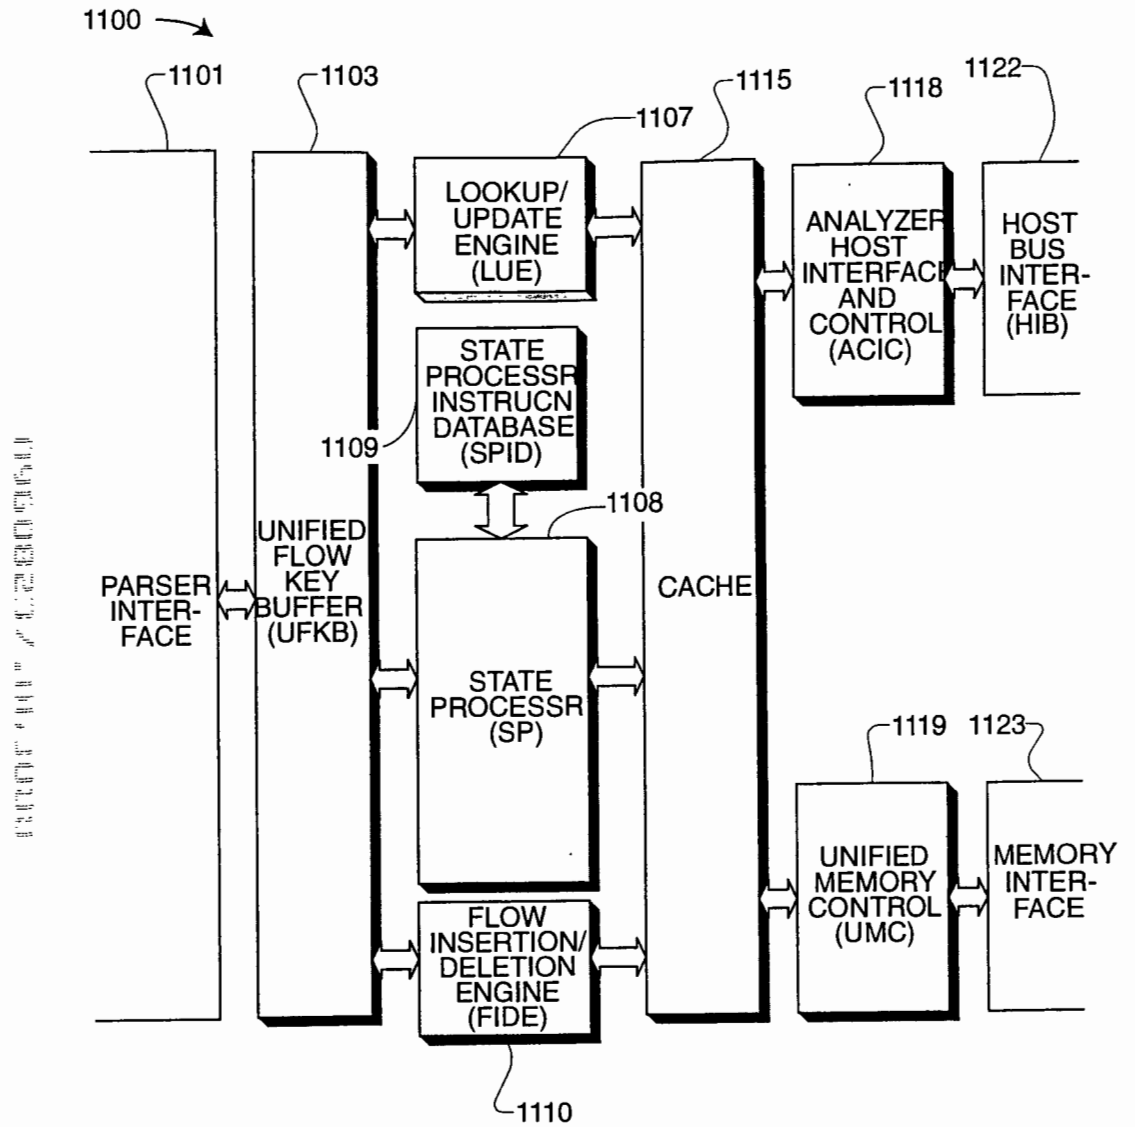 1100
1101
1103
1107
1115
1118
1122
LOOKUP/
UPDATE
ENGINE
(LUE)
STATE
PROCESSR
INSTRUCN
DATABASE
(SPID)
1109
1108
UNIFIED
FLOW
KEY
BUFFER
(UFKB)
PARSER
INTER-
FACE
STATE
PROCESSR
(SP)
FLOW
INSERTION/
DELETION
ENGINE
(FIDE)
1110
CACHE
ANALYZER
HOST
INTERFACE
AND
CONTROL
(ACIC)
HOST
BUS
INTER-
FACE
(HIB)
1119
1123
UNIFIED
MEMORY
CONTROL
(UMC)
MEMORY
INTER-
FACE